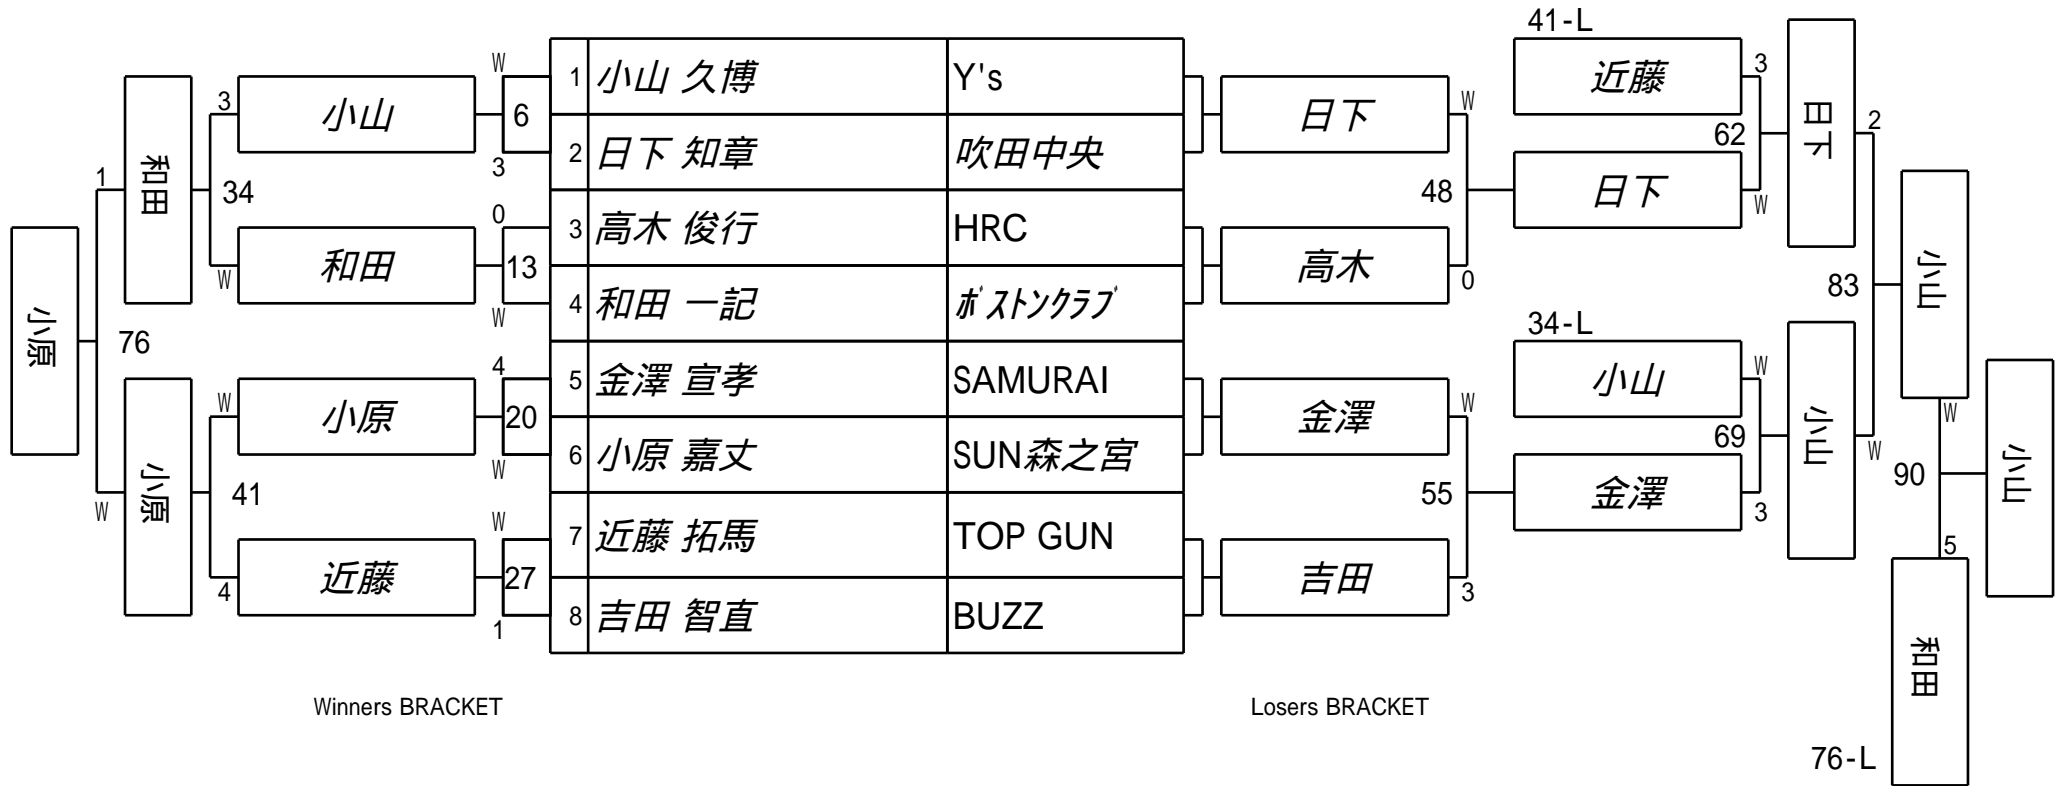 41-L
W
1 小山 久博 Y's
3 小山 6 日下 W 近藤 3
2 日下 知章 吹田中央
3 62 日下 2
和田 34 48 日下 W
1 0
3 高木 俊行 HRC
W 和田 13 高木 0
4 和田 一記 ボストンクラブ
W 83 小山
小原 76 34-L
4
5 金澤 宣孝 SAMURAI
W 小原 20 金澤 W 小山 W
6 小原 嘉丈 SUN森之宮
W 69 小山 W W
小原 41 55 金澤 3 90 小山
W W
7 近藤 拓馬 TOP GUN
4 近藤 27 吉田 3 5
8 吉田 智直 BUZZ
1
和田
Winners BRACKET Losers BRACKET
76-L